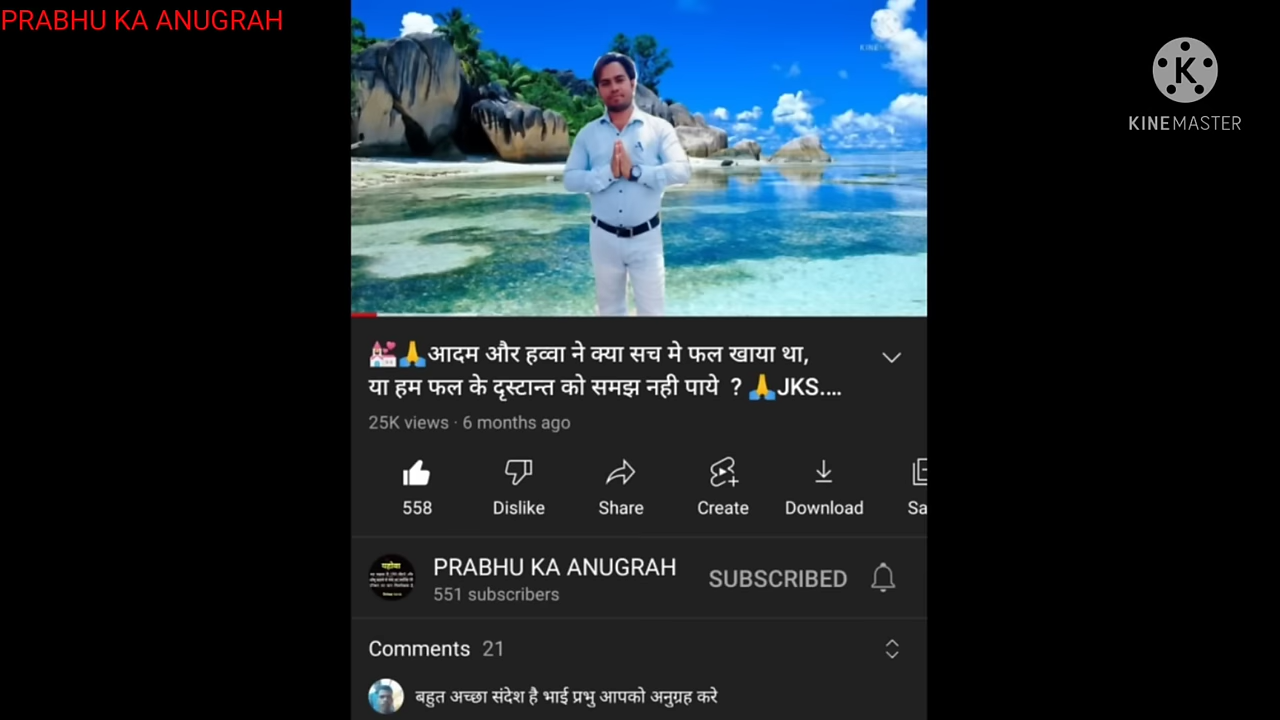 PRABHU KA ANUGRAH
KINEMASTER
💒🙏आदम और हव्वा ने क्या सच मे फल खाया था,
या हम फल के दृस्टान्त को समझ नही पाये ? 🙏JKS....
25K views · 6 months ago
558
Dislike
Share
Create
Download
Sa
PRABHU KA ANUGRAH
551 subscribers
SUBSCRIBED
Comments 21
बहुत अच्छा संदेश है भाई प्रभु आपको अनुग्रह करे